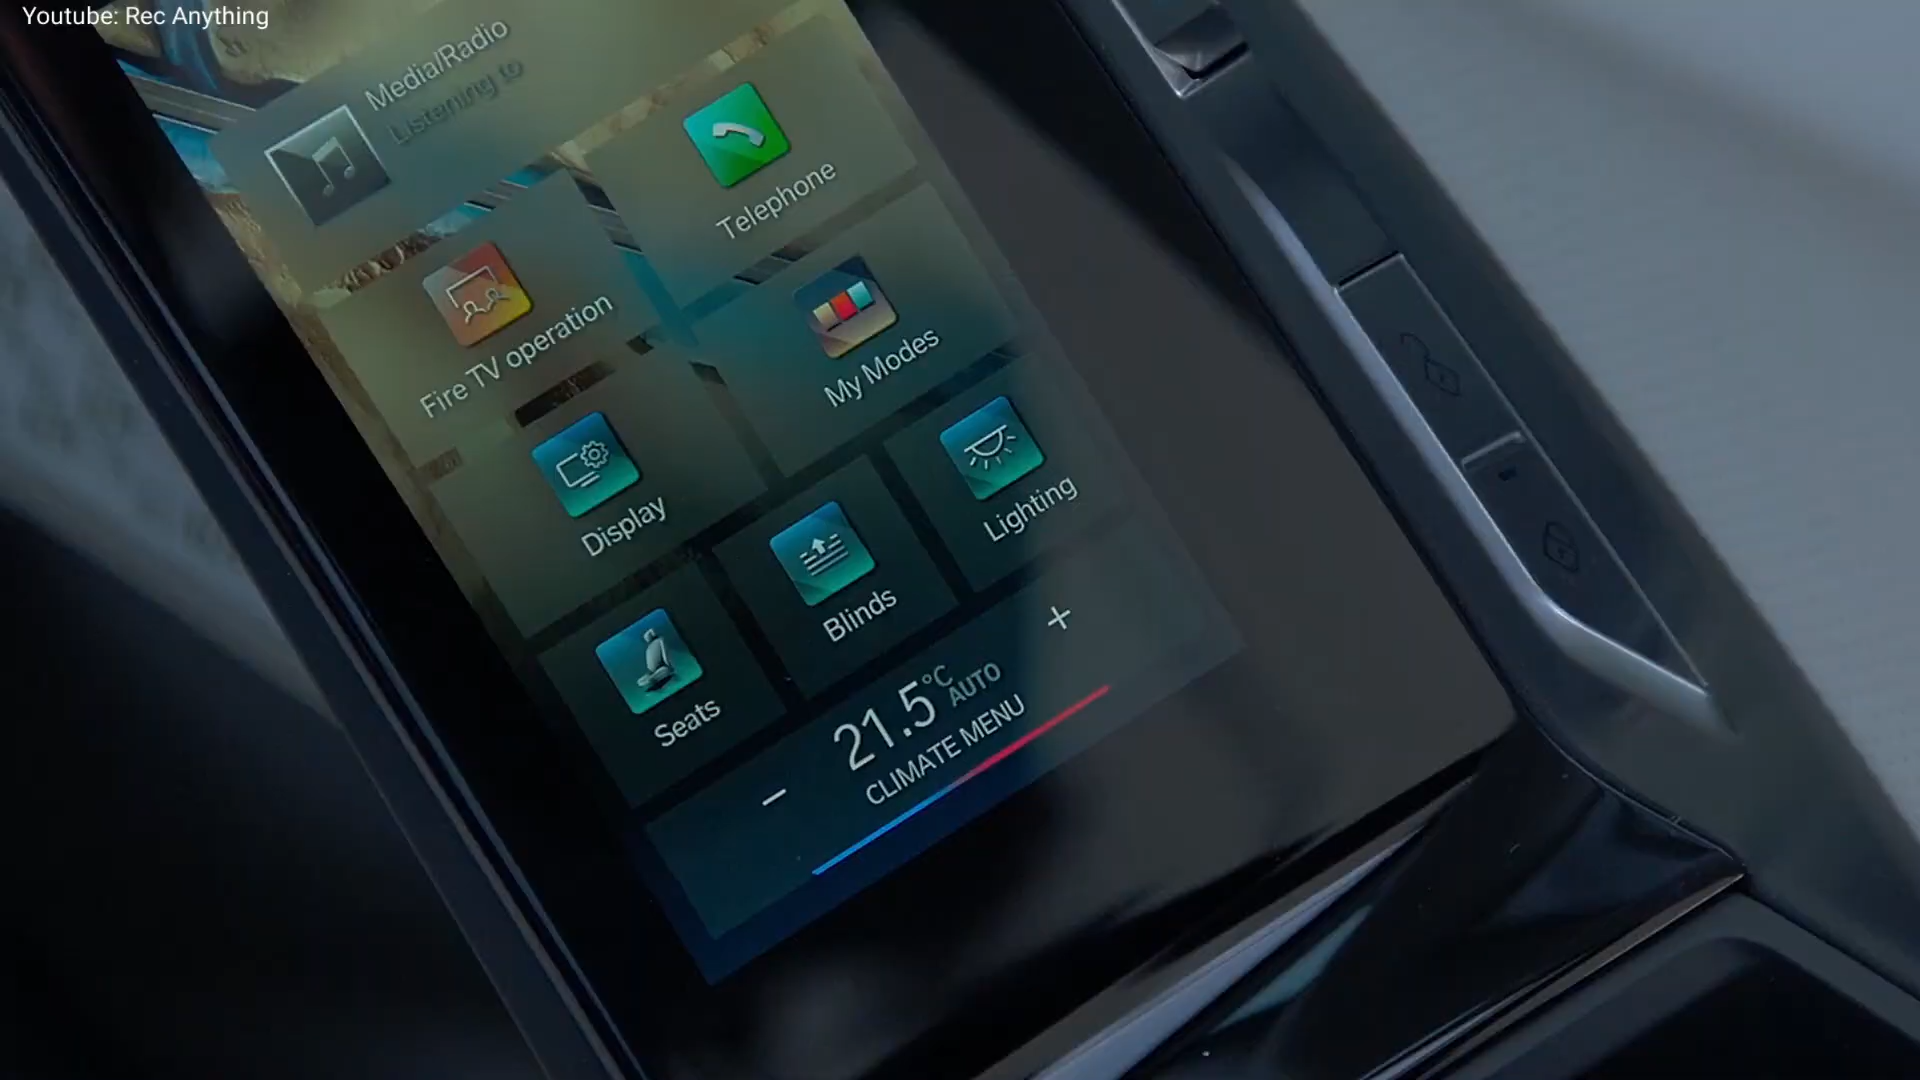 Youtube: Rec Anything
Media/Radio
Listening to
Telephone
Fire TV operation
My Modes
Display
Lighting
Blinds
Seats
+
21.5°C AUTO
CLIMATE MENU
−